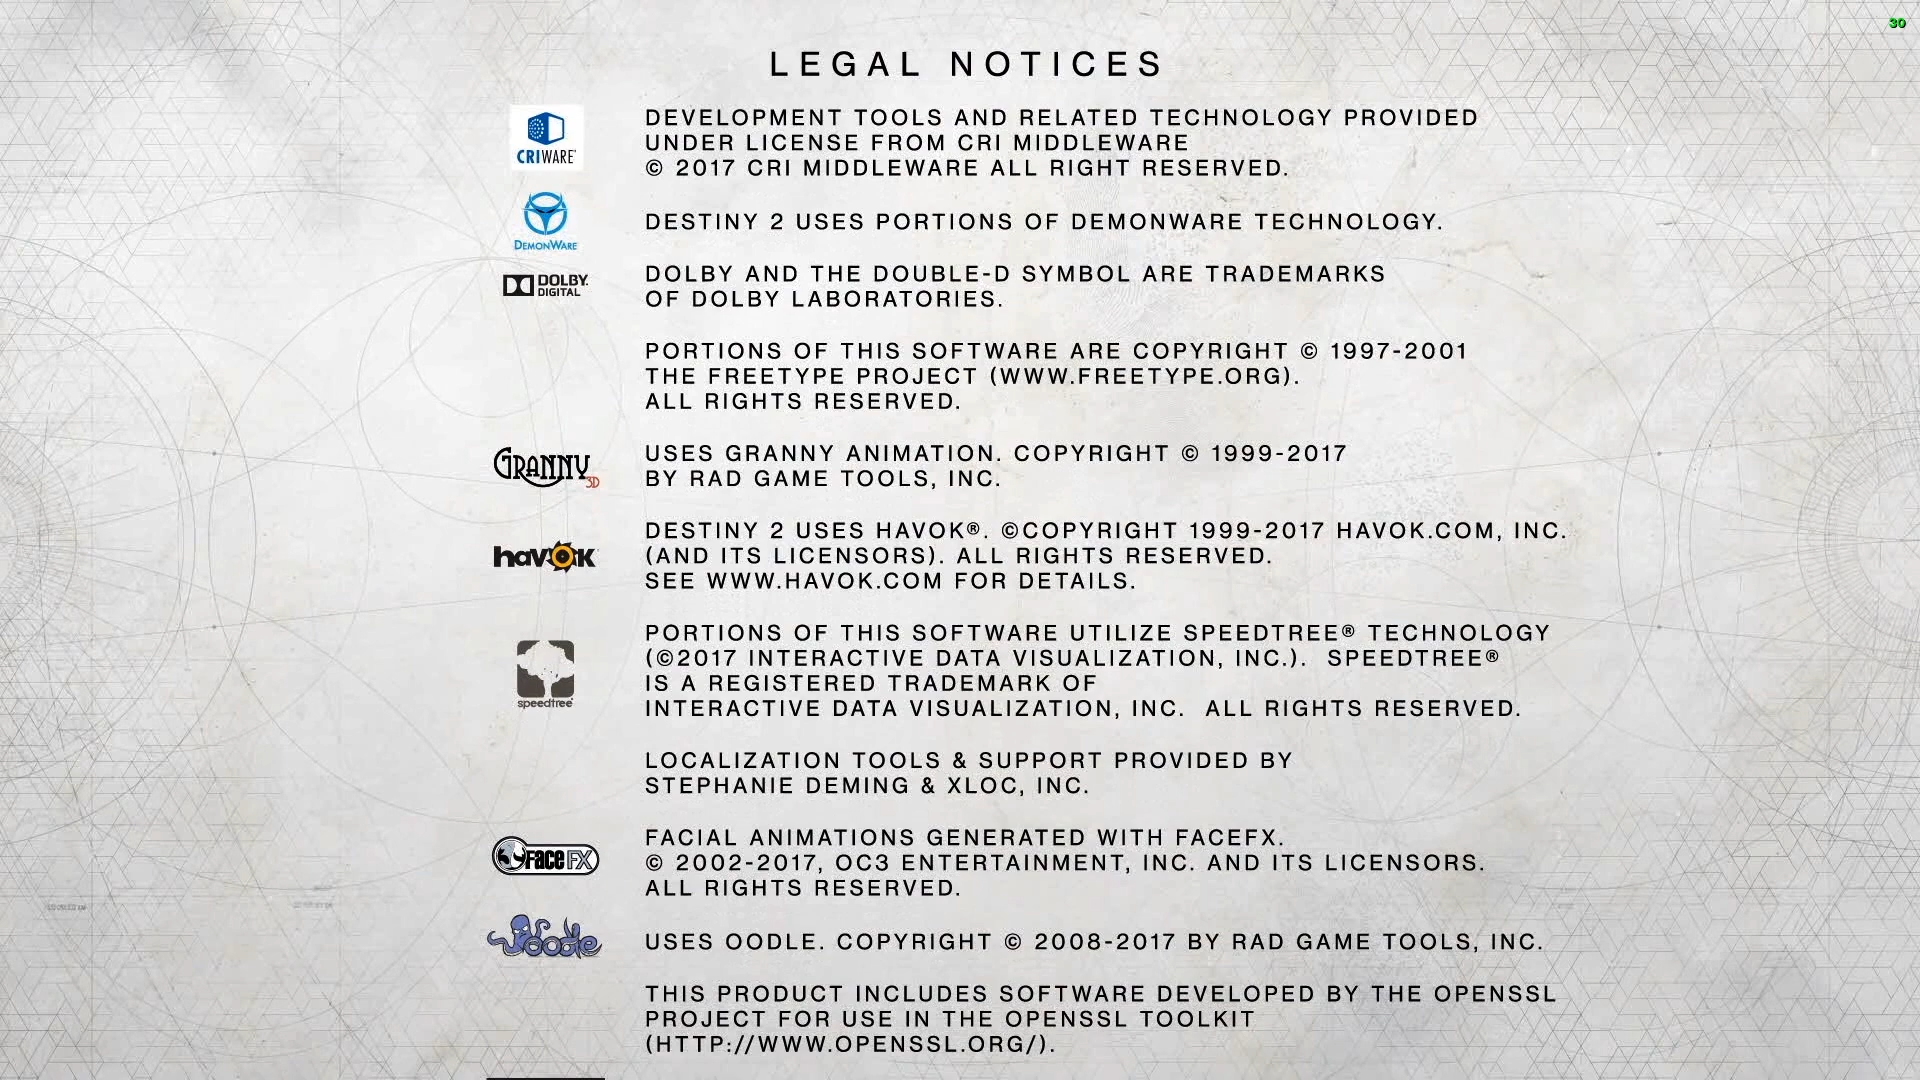 30
LEGAL NOTICES
CRIWARE
DEVELOPMENT TOOLS AND RELATED TECHNOLOGY PROVIDED
UNDER LICENSE FROM CRI MIDDLEWARE
© 2017 CRI MIDDLEWARE ALL RIGHT RESERVED.
DEMONWARE
DESTINY 2 USES PORTIONS OF DEMONWARE TECHNOLOGY.
DOLBY.
DIGITAL
DOLBY AND THE DOUBLE-D SYMBOL ARE TRADEMARKS
OF DOLBY LABORATORIES.
PORTIONS OF THIS SOFTWARE ARE COPYRIGHT © 1997-2001
THE FREETYPE PROJECT (WWW.FREETYPE.ORG).
ALL RIGHTS RESERVED.
GRANNY 3D
USES GRANNY ANIMATION. COPYRIGHT © 1999-2017
BY RAD GAME TOOLS, INC.
havok
DESTINY 2 USES HAVOK®. ©COPYRIGHT 1999-2017 HAVOK.COM, INC.
(AND ITS LICENSORS). ALL RIGHTS RESERVED.
SEE WWW.HAVOK.COM FOR DETAILS.
speedtree
PORTIONS OF THIS SOFTWARE UTILIZE SPEEDTREE® TECHNOLOGY
(©2017 INTERACTIVE DATA VISUALIZATION, INC.).  SPEEDTREE®
IS A REGISTERED TRADEMARK OF
INTERACTIVE DATA VISUALIZATION, INC.  ALL RIGHTS RESERVED.
LOCALIZATION TOOLS & SUPPORT PROVIDED BY
STEPHANIE DEMING & XLOC, INC.
FACE FX
FACIAL ANIMATIONS GENERATED WITH FACEFX.
© 2002-2017, OC3 ENTERTAINMENT, INC. AND ITS LICENSORS.
ALL RIGHTS RESERVED.
Oodle
USES OODLE. COPYRIGHT © 2008-2017 BY RAD GAME TOOLS, INC.
THIS PRODUCT INCLUDES SOFTWARE DEVELOPED BY THE OPENSSL
PROJECT FOR USE IN THE OPENSSL TOOLKIT
(HTTP://WWW.OPENSSL.ORG/).